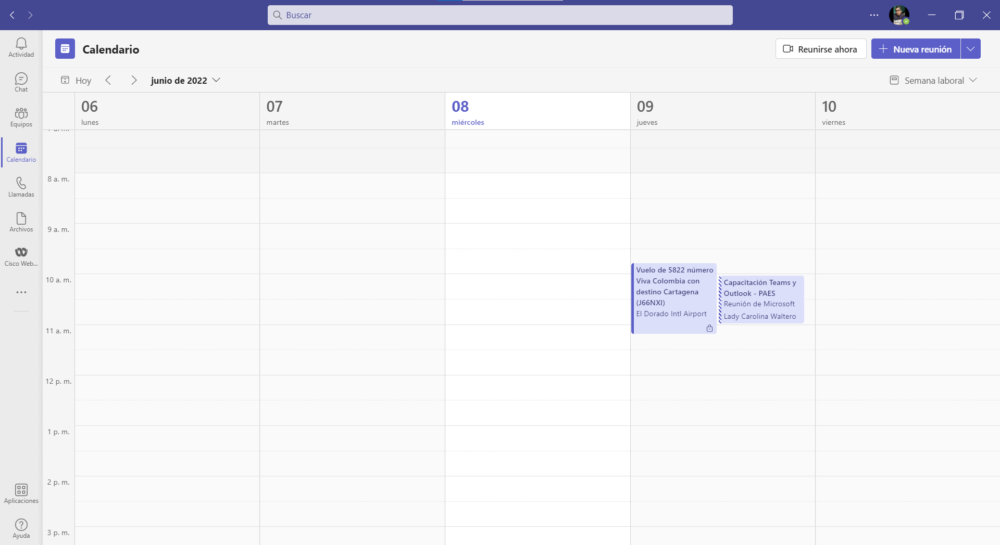 Buscar
Actividad
Chat
Equipos
Calendario
Llamadas
Archivos
Cisco Web...
Aplicaciones
Ayuda
Calendario
Reunirse ahora
Nueva reunión
Hoy
junio de 2022
Semana laboral
06
lunes
07
martes
08
miércoles
09
jueves
10
viernes
8 a. m.
9 a. m.
10 a. m.
11 a. m.
12 p. m.
1 p. m.
2 p. m.
3 p. m.
Vuelo de 5822 número
Viva Colombia con
destino Cartagena
(J66NXI)
El Dorado Intl Airport
Capacitación Teams y
Outlook - PAES
Reunión de Microsoft
Lady Carolina Waltero